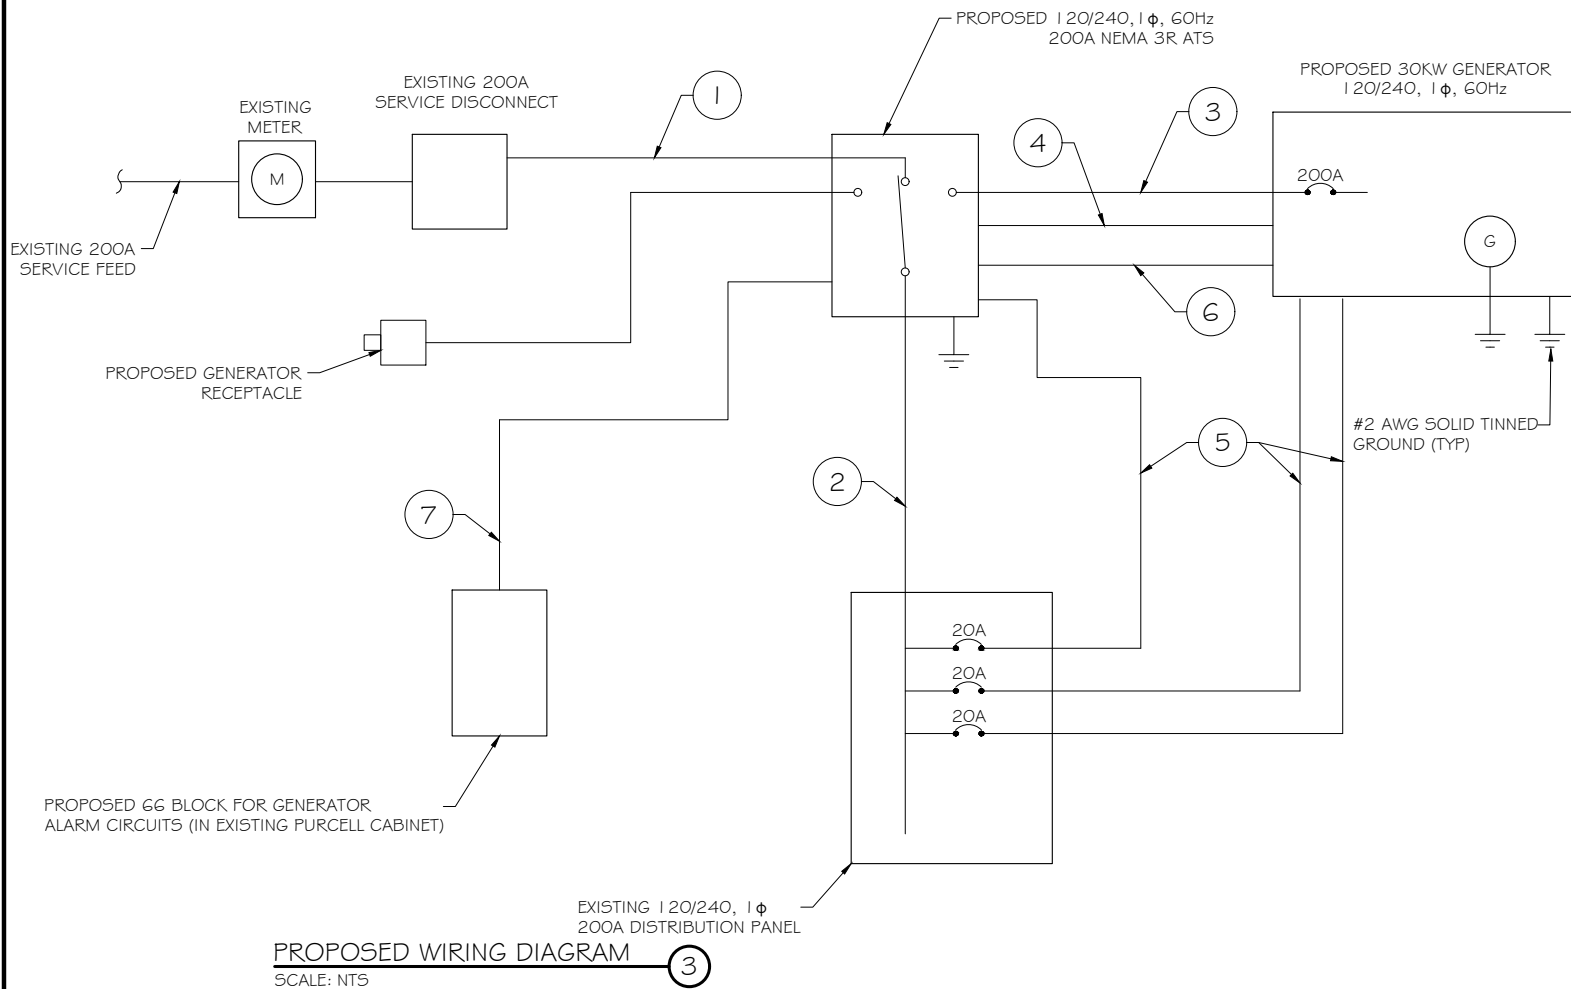 PROPOSED 120/240,1ϕ, 60Hz
200A NEMA 3R ATS
EXISTING 200A
SERVICE DISCONNECT
EXISTING
METER
M
1
PROPOSED 30KW GENERATOR
120/240, 1ϕ, 60Hz
3
4
200A
G
EXISTING 200A
SERVICE FEED
6
PROPOSED GENERATOR
RECEPTACLE
#2 AWG SOLID TINNED
GROUND (TYP)
5
2
7
20A
20A
20A
PROPOSED 66 BLOCK FOR GENERATOR
ALARM CIRCUITS (IN EXISTING PURCELL CABINET)
EXISTING 120/240, 1ϕ
200A DISTRIBUTION PANEL
PROPOSED WIRING DIAGRAM
3
SCALE: NTS